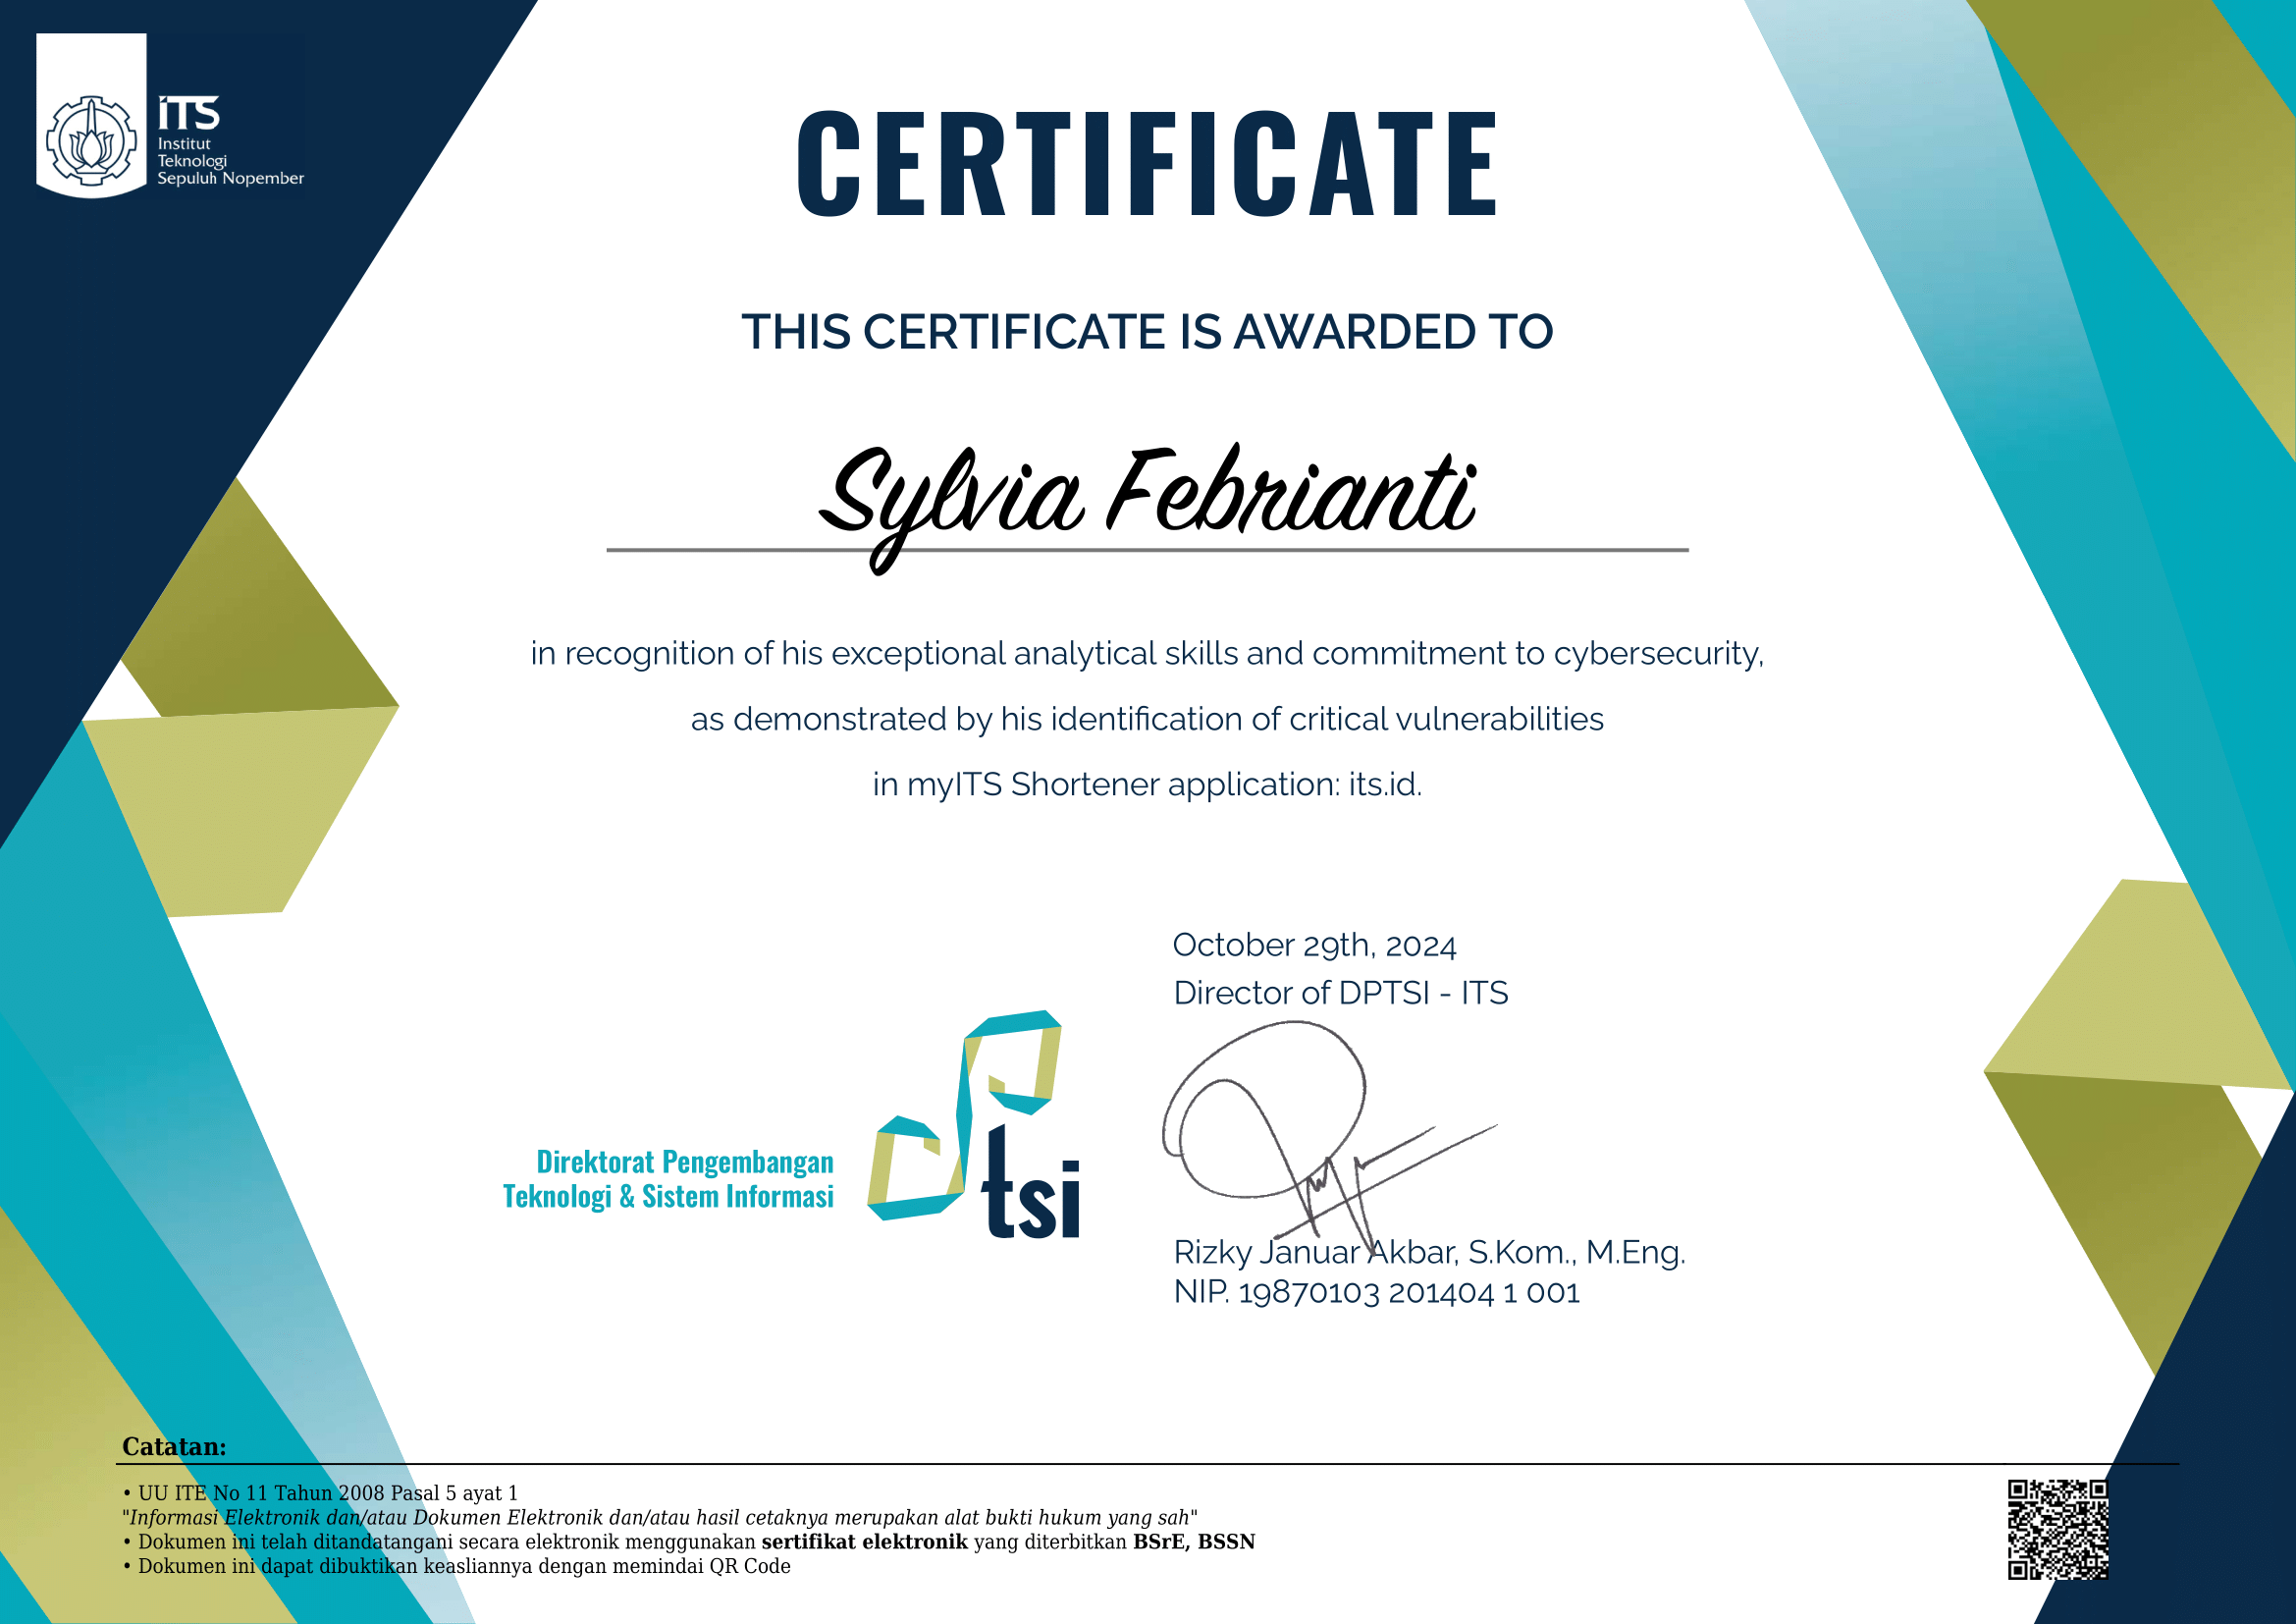 iTS
Institut
Teknologi
Sepuluh Nopember
CERTIFICATE
THIS CERTIFICATE IS AWARDED TO
Sylvia Febrianti
in recognition of his exceptional analytical skills and commitment to cybersecurity,
as demonstrated by his identification of critical vulnerabilities
in myITS Shortener application: its.id.
October 29th, 2024
Director of DPTSI - ITS
Direktorat Pengembangan
Teknologi & Sistem Informasi
dptsi
Rizky Januar Akbar, S.Kom., M.Eng.
NIP. 19870103 201404 1 001
Catatan:
• UU ITE No 11 Tahun 2008 Pasal 5 ayat 1
"Informasi Elektronik dan/atau Dokumen Elektronik dan/atau hasil cetaknya merupakan alat bukti hukum yang sah"
• Dokumen ini telah ditandatangani secara elektronik menggunakan sertifikat elektronik yang diterbitkan BSrE, BSSN
• Dokumen ini dapat dibuktikan keasliannya dengan memindai QR Code